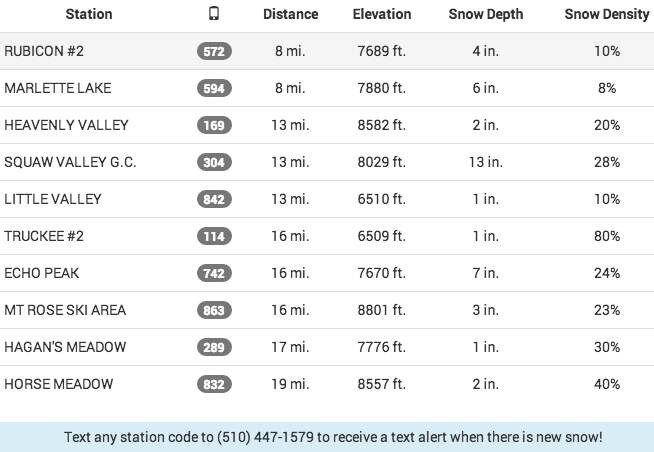 Station Distance Elevation Snow Depth Snow Density
RUBICON #2 572 8 mi. 7689 ft. 4 in. 10%
MARLETTE LAKE 594 8 mi. 7880 ft. 6 in. 8%
HEAVENLY VALLEY 169 13 mi. 8582 ft. 2 in. 20%
SQUAW VALLEY G.C. 304 13 mi. 8029 ft. 13 in. 28%
LITTLE VALLEY 842 13 mi. 6510 ft. 1 in. 10%
TRUCKEE #2 114 16 mi. 6509 ft. 1 in. 80%
ECHO PEAK 742 16 mi. 7670 ft. 7 in. 24%
MT ROSE SKI AREA 863 16 mi. 8801 ft. 3 in. 23%
HAGAN'S MEADOW 289 17 mi. 7776 ft. 1 in. 30%
HORSE MEADOW 832 19 mi. 8557 ft. 2 in. 40%
Text any station code to (510) 447-1579 to receive a text alert when there is new snow!